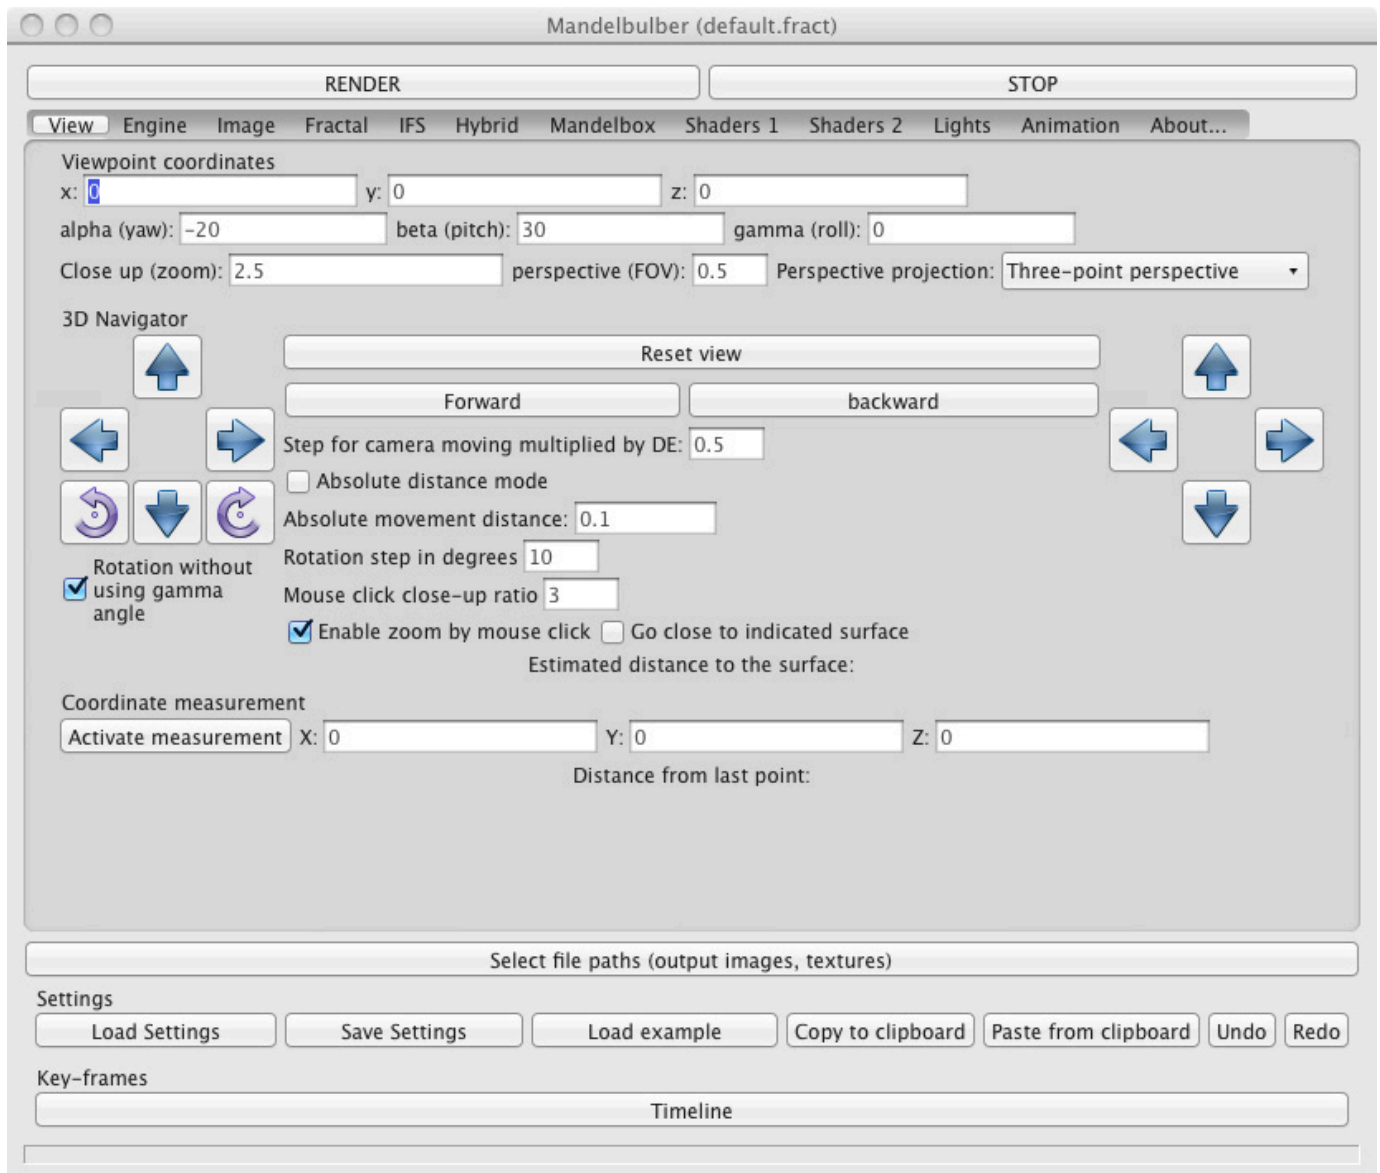 Mandelbulber (default.fract)
RENDER STOP
View Engine Image Fractal IFS Hybrid Mandelbox Shaders 1 Shaders 2 Lights Animation About...
Viewpoint coordinates
x: 0 y: 0 z: 0
alpha (yaw): -20 beta (pitch): 30 gamma (roll): 0
Close up (zoom): 2.5 perspective (FOV): 0.5 Perspective projection: Three-point perspective
3D Navigator
Reset view
Forward backward
Step for camera moving multiplied by DE: 0.5
Absolute distance mode
Absolute movement distance: 0.1
Rotation step in degrees 10
Rotation without
using gamma
angle
Mouse click close-up ratio 3
Enable zoom by mouse click Go close to indicated surface
Estimated distance to the surface:
Coordinate measurement
Activate measurement X: 0 Y: 0 Z: 0
Distance from last point:
Select file paths (output images, textures)
Settings
Load Settings Save Settings Load example Copy to clipboard Paste from clipboard Undo Redo
Key-frames
Timeline